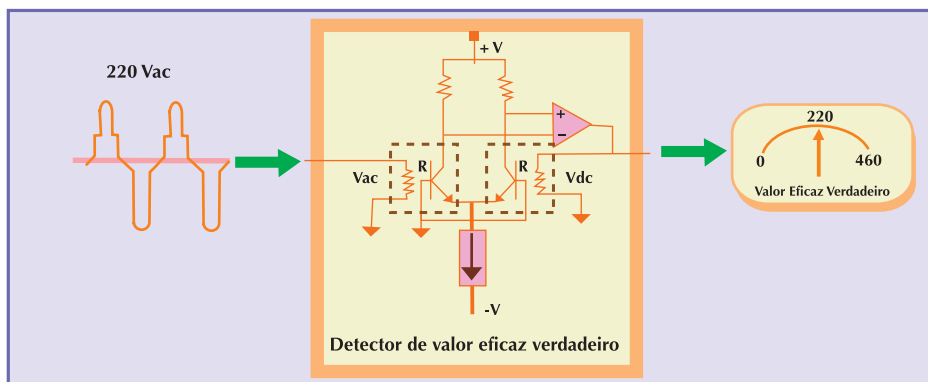 220 Vac
+ V
+
−
R
R
Vac
Vdc
-V
Detector de valor eficaz verdadeiro
220
0
460
Valor Eficaz Verdadeiro